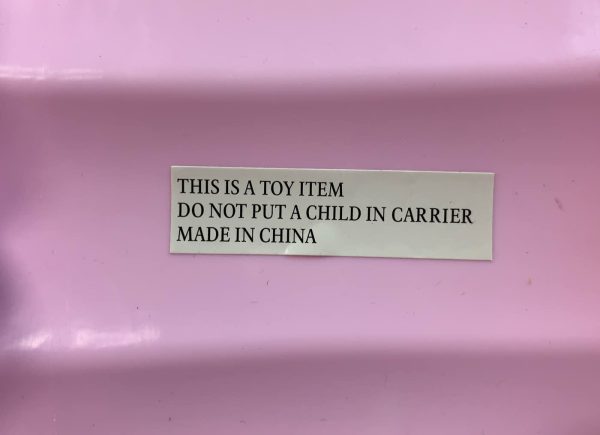 THIS IS A TOY ITEM
DO NOT PUT A CHILD IN CARRIER
MADE IN CHINA